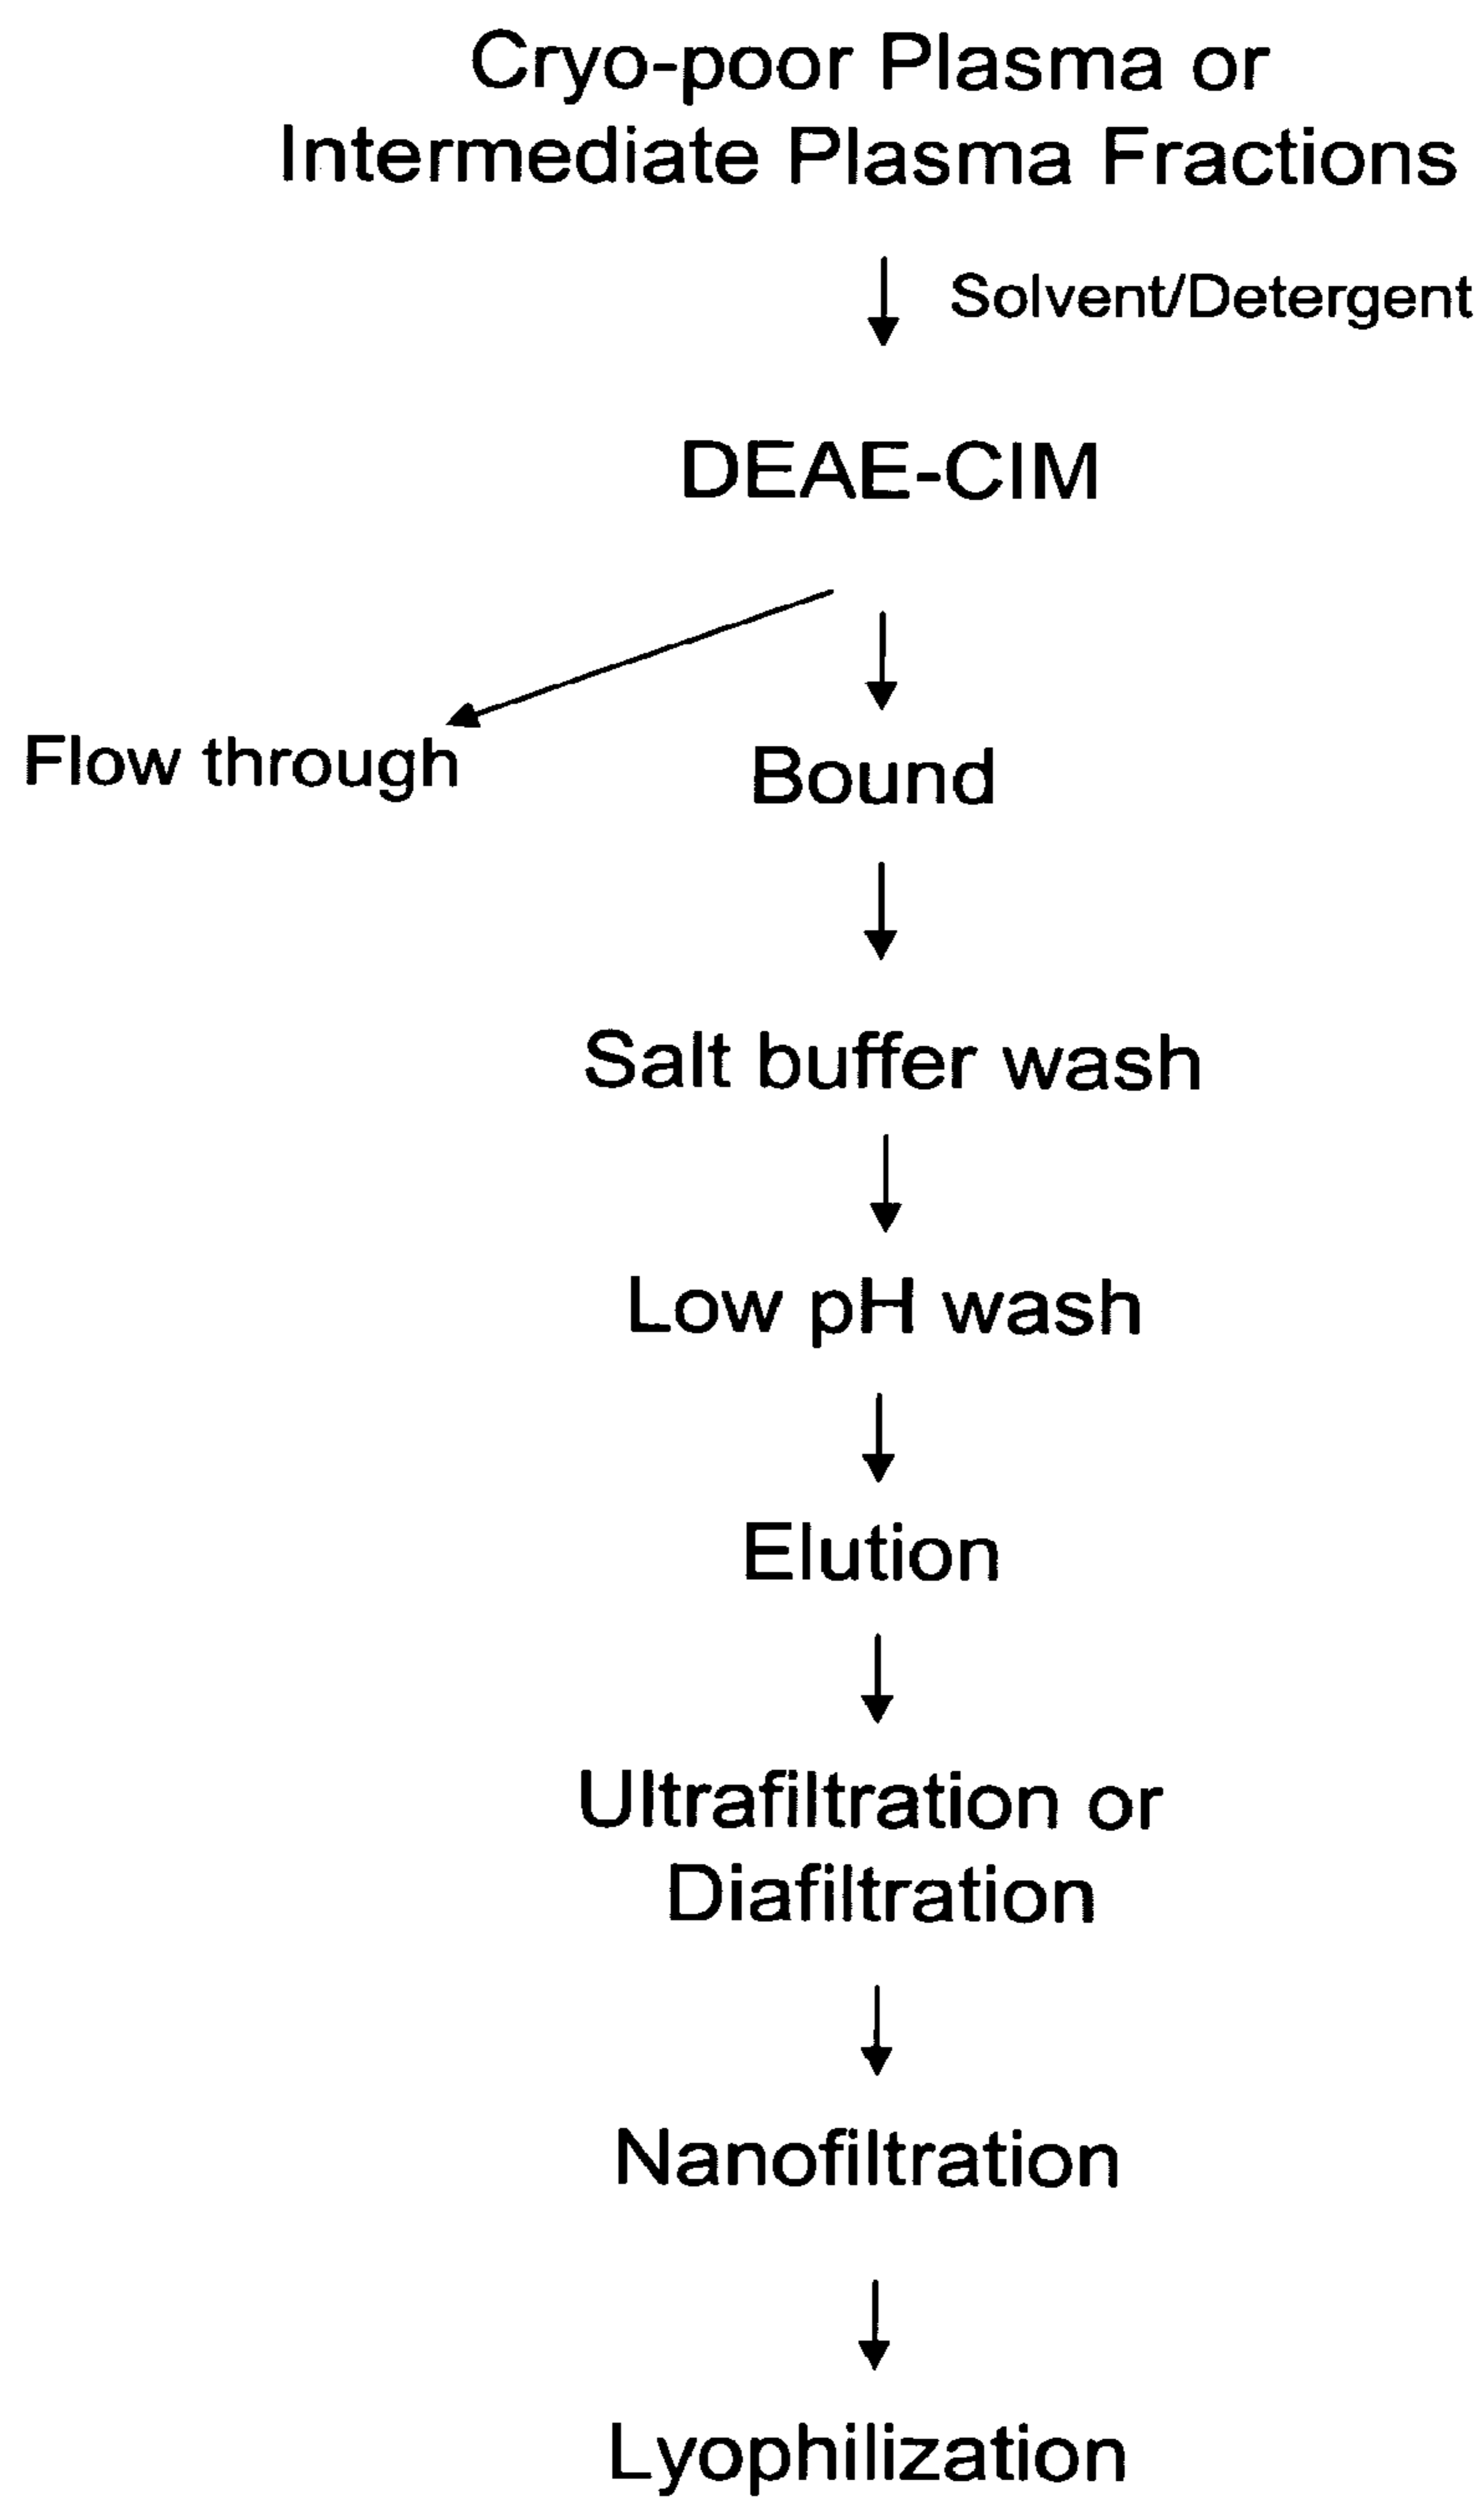 Cryo-poor Plasma or
Intermediate Plasma Fractions
Solvent/Detergent
DEAE-CIM
Flow through
Bound
Salt buffer wash
Low pH wash
Elution
Ultrafiltration or
Diafiltration
Nanofiltration
Lyophilization